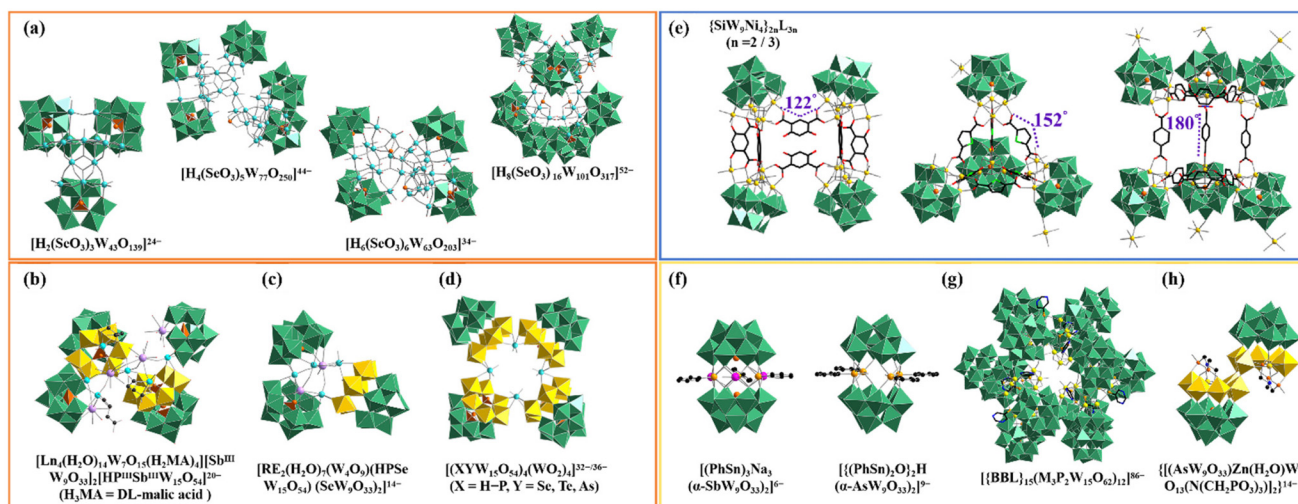 (a)
[H₂(SeO₃)₃W₄₃O₁₃₉]²⁴⁻
[H₄(SeO₃)₅W₇₇O₂₅₀]⁴⁴⁻
[H₆(SeO₃)₆W₆₃O₂₀₃]³⁴⁻
[H₈(SeO₃)₁₆W₁₀₁O₃₁₇]⁵²⁻
(e)
{SiW₉Ni₄}₂ₙL₃ₙ
(n =2 / 3)
122°
152°
180°
(b)
[Ln₄(H₂O)₁₄W₇O₁₅(H₂MA)₄][Sbᴵᴵᴵ
W₉O₃₃]₂[HPᴵᴵᴵSbᴵᴵᴵW₁₅O₅₄]²⁰⁻
(H₃MA = DL-malic acid )
(c)
[RE₂(H₂O)₇(W₄O₉)(HPSe
W₁₅O₅₄) (SeW₉O₃₃)₂]¹⁴⁻
(d)
[(XYW₁₅O₅₄)₄(WO₂)₄]³²⁻/³⁶⁻
(X = H−P, Y = Se, Te, As)
(f)
[(PhSn)₃Na₃
(α-SbW₉O₃₃)₂]⁶⁻
[{(PhSn)₂O}₂H
(α-AsW₉O₃₃)₂]⁹⁻
(g)
[{BBL}₁₅(M₃P₂W₁₅O₆₂)₁₂]⁸⁶⁻
(h)
{[(AsW₉O₃₃)Zn(H₂O)W
O₁₃(N(CH₂PO₃)₃)]₂}¹⁴⁻